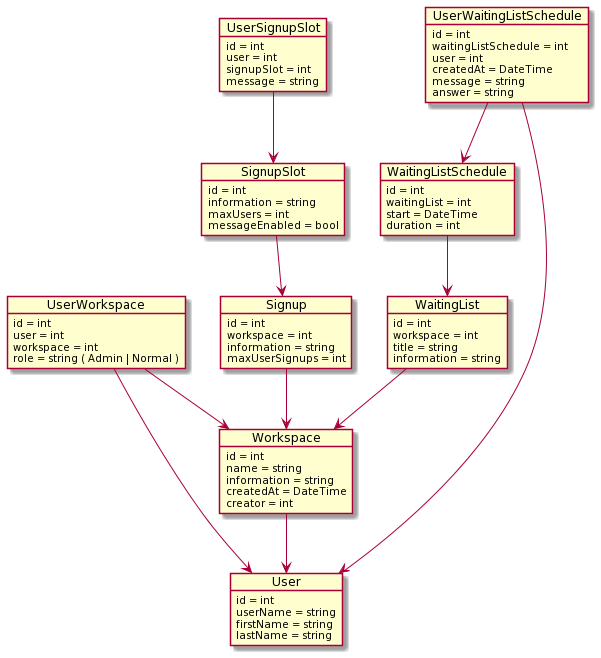 UserSignupSlot
id = int
user = int
signupSlot = int
message = string
UserWaitingListSchedule
id = int
waitingListSchedule = int
user = int
createdAt = DateTime
message = string
answer = string
SignupSlot
id = int
information = string
maxUsers = int
messageEnabled = bool
WaitingListSchedule
id = int
waitingList = int
start = DateTime
duration = int
UserWorkspace
id = int
user = int
workspace = int
role = string ( Admin | Normal )
Signup
id = int
workspace = int
information = string
maxUserSignups = int
WaitingList
id = int
workspace = int
title = string
information = string
Workspace
id = int
name = string
information = string
createdAt = DateTime
creator = int
User
id = int
userName = string
firstName = string
lastName = string